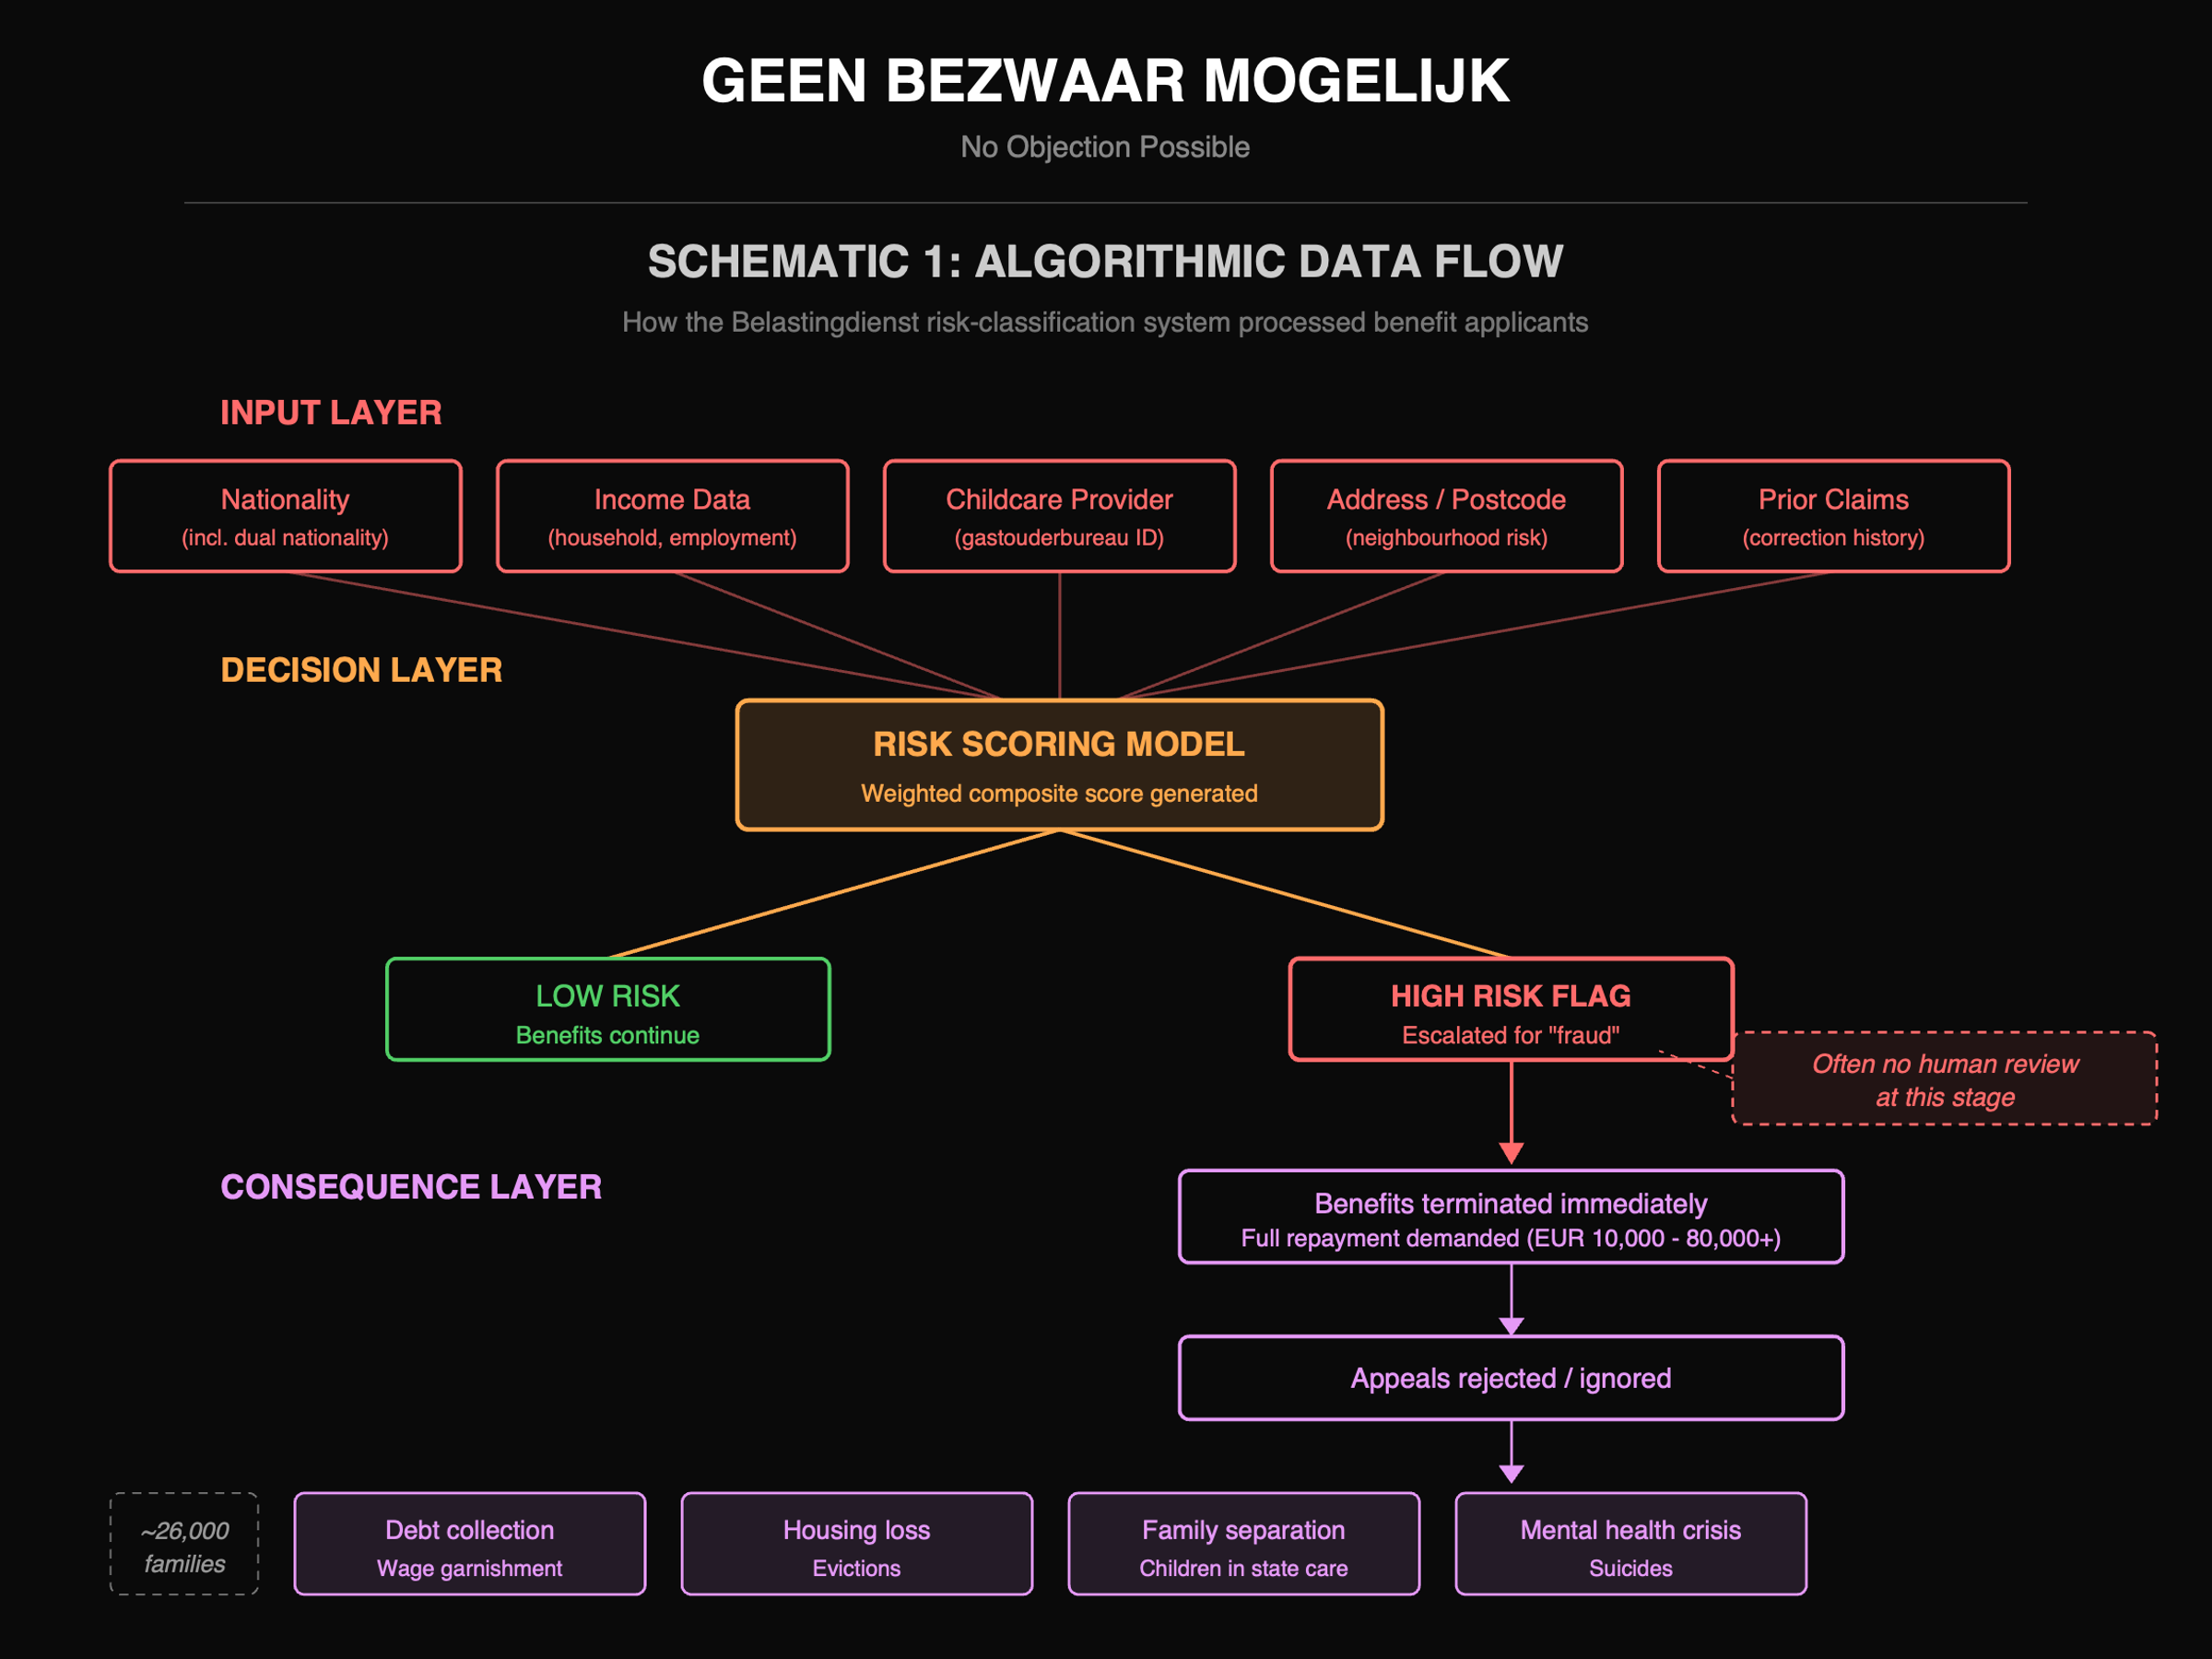 GEEN BEZWAAR MOGELIJK
No Objection Possible
SCHEMATIC 1: ALGORITHMIC DATA FLOW
How the Belastingdienst risk-classification system processed benefit applicants
INPUT LAYER
Nationality
(incl. dual nationality)
Income Data
(household, employment)
Childcare Provider
(gastouderbureau ID)
Address / Postcode
(neighbourhood risk)
Prior Claims
(correction history)
DECISION LAYER
RISK SCORING MODEL
Weighted composite score generated
LOW RISK
Benefits continue
HIGH RISK FLAG
Escalated for "fraud"
Often no human review
at this stage
CONSEQUENCE LAYER
Benefits terminated immediately
Full repayment demanded (EUR 10,000 - 80,000+)
Appeals rejected / ignored
~26,000
families
Debt collection
Wage garnishment
Housing loss
Evictions
Family separation
Children in state care
Mental health crisis
Suicides